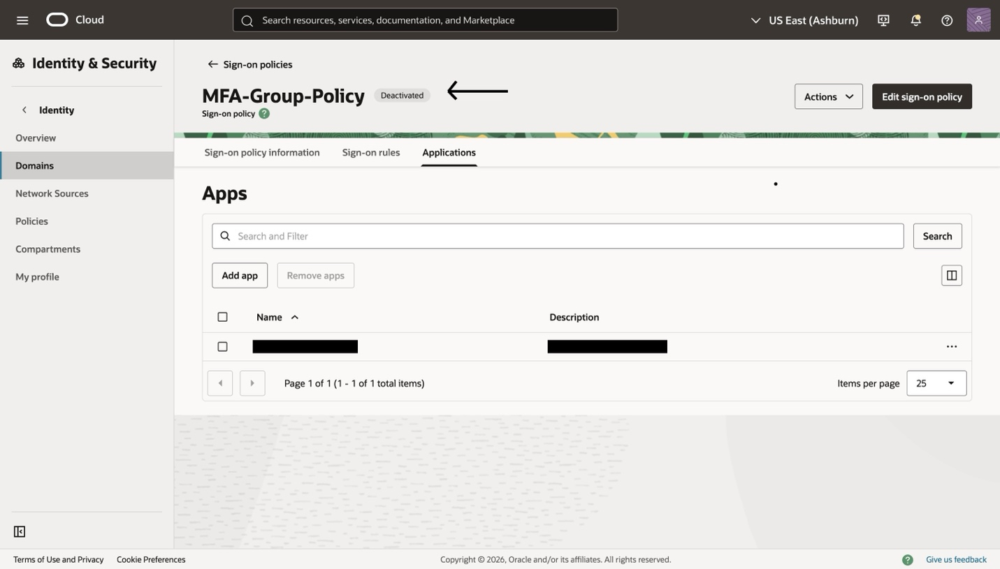 Cloud
Search resources, services, documentation, and Marketplace
US East (Ashburn)
Identity & Security
Identity
Overview
Domains
Network Sources
Policies
Compartments
My profile
Sign-on policies
MFA-Group-Policy
Deactivated
Sign-on policy
?
Actions
Edit sign-on policy
Sign-on policy information
Sign-on rules
Applications
Apps
Search and Filter
Search
Add app
Remove apps
Name
Description
Page 1 of 1 (1 - 1 of 1 total items)
Items per page
25
Terms of Use and Privacy
Cookie Preferences
Copyright © 2026, Oracle and/or its affiliates. All rights reserved.
?
Give us feedback